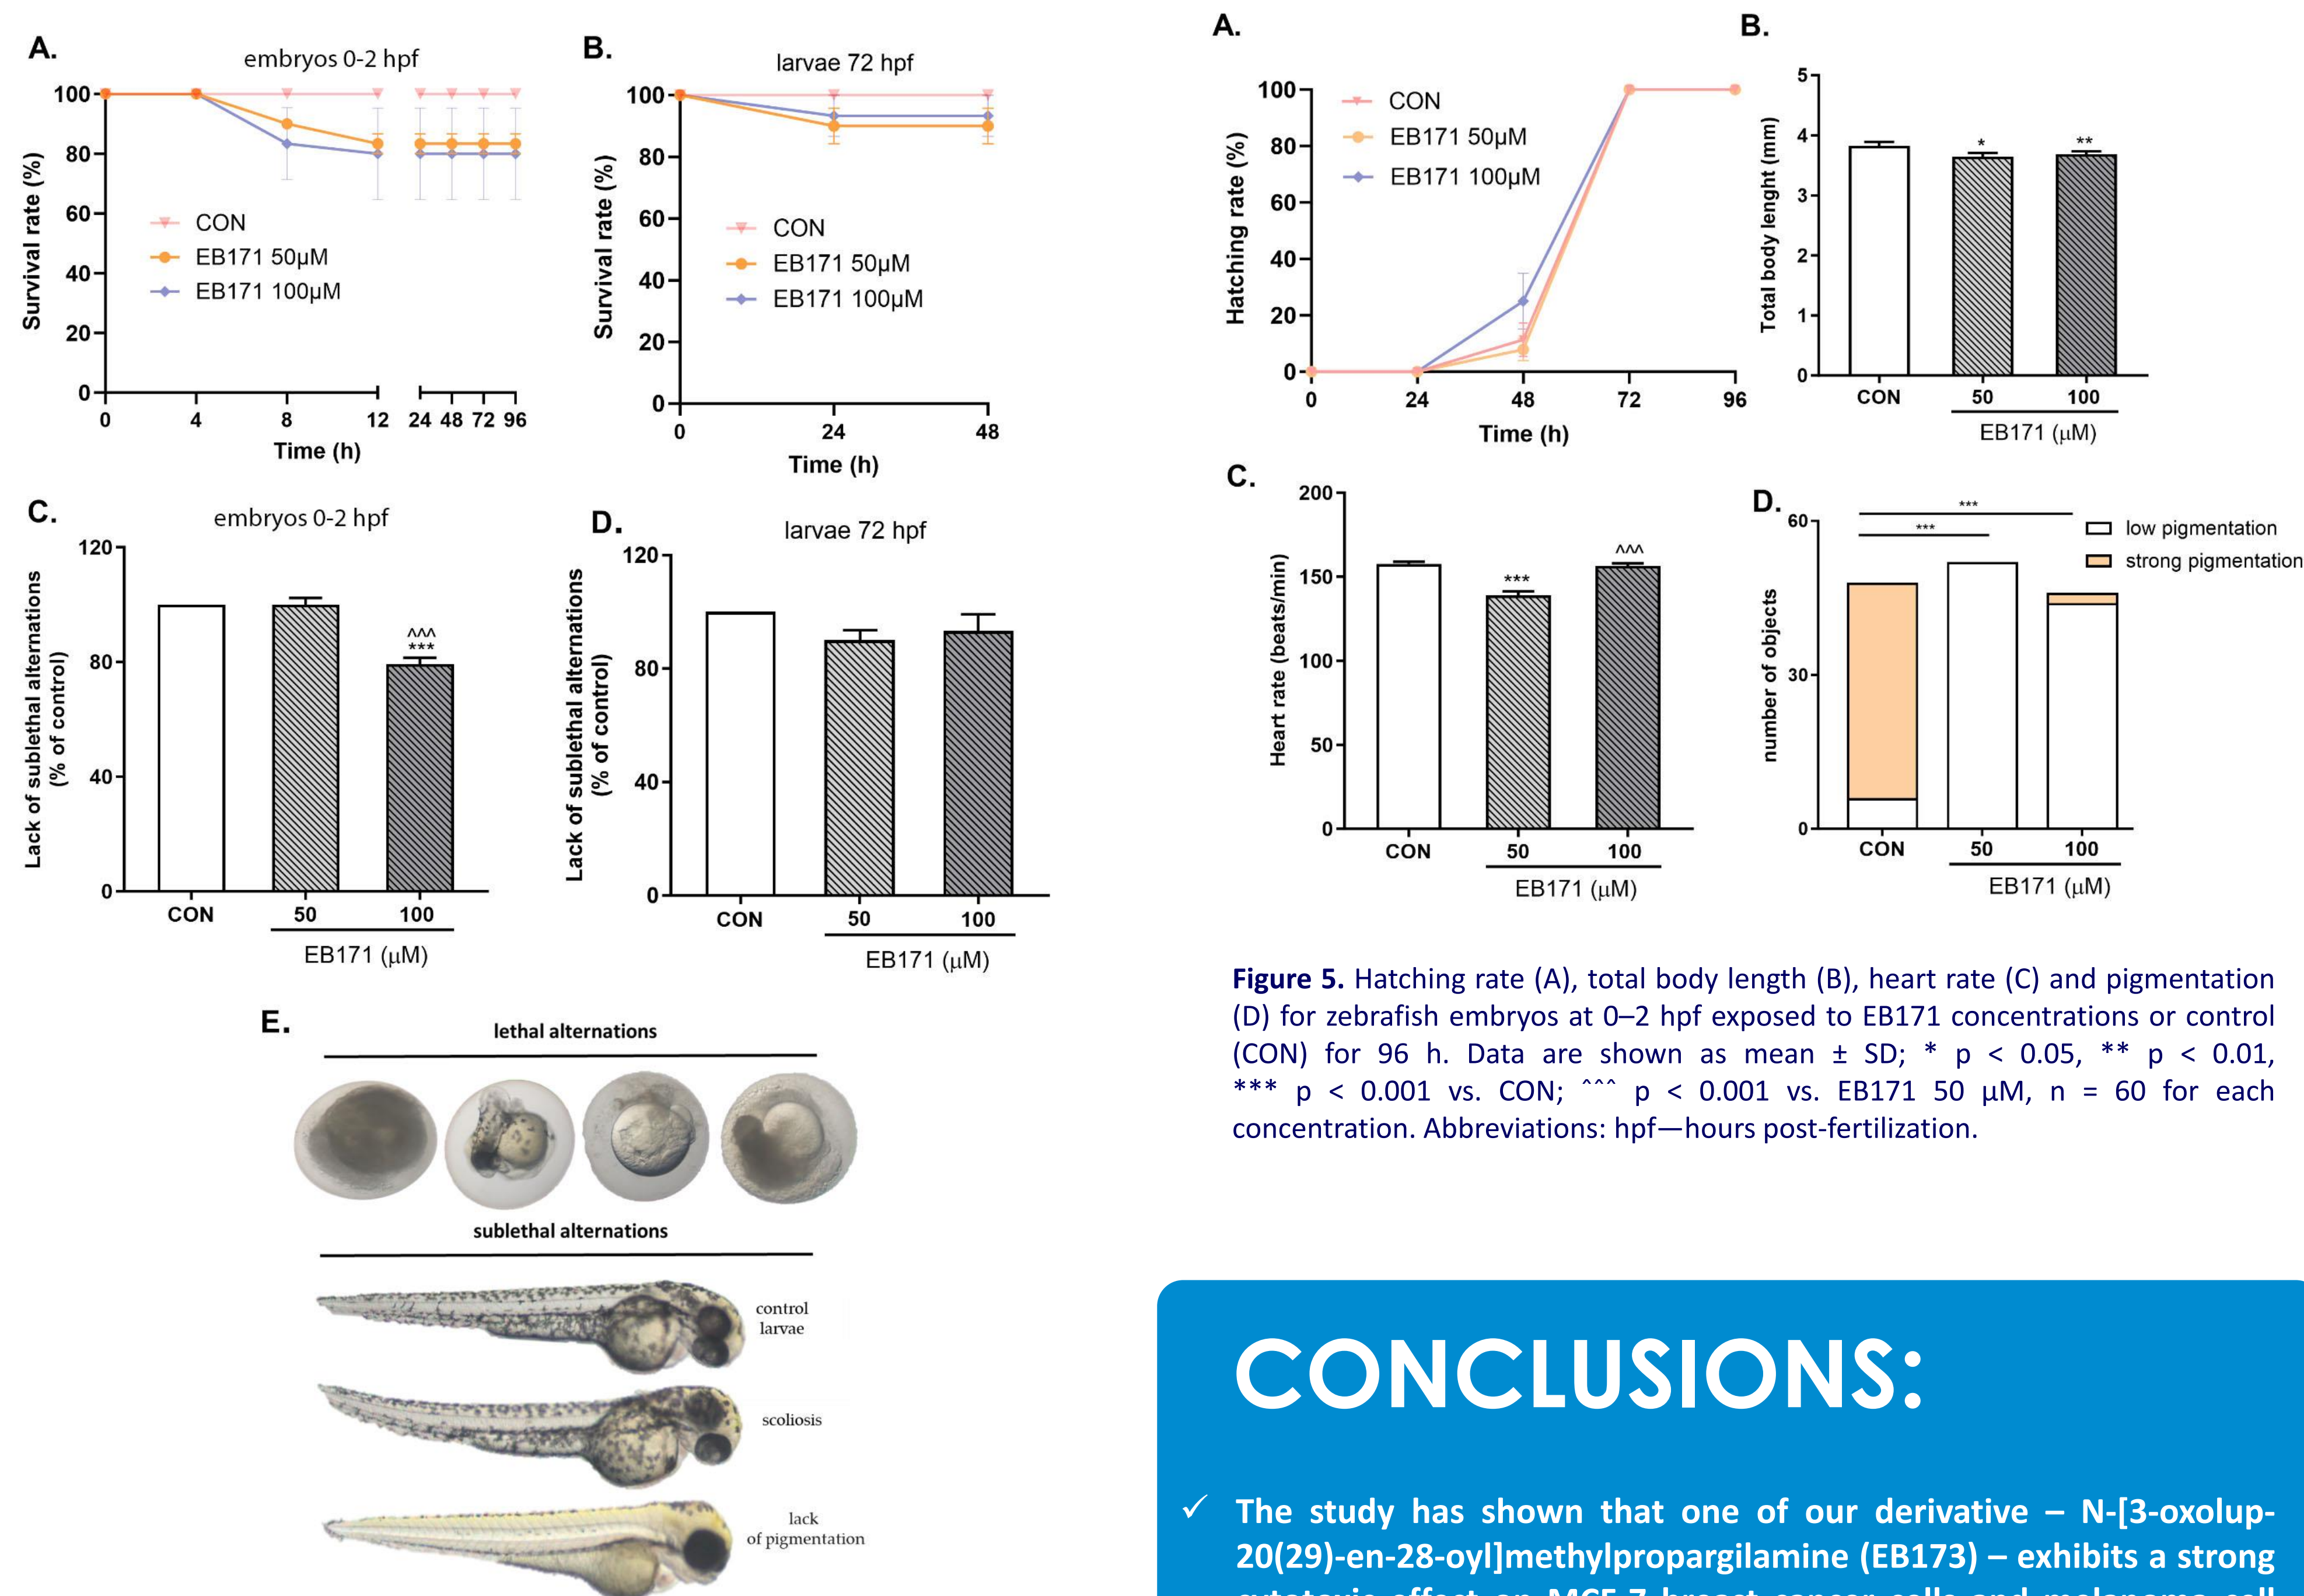 A.
embryos 0-2 hpf
100
80
60
40
20
0
Survival rate (%)
CON
EB171 50µM
EB171 100µM
0 4 8 12 24 48 72 96
Time (h)
B.
larvae 72 hpf
100
80
60
40
20
0
Survival rate (%)
CON
EB171 50µM
EB171 100µM
0 24 48
Time (h)
C.
embryos 0-2 hpf
120
80
40
0
Lack of sublethal alternations
(% of control)
^^^
***
CON 50 100
EB171 (µM)
D.
larvae 72 hpf
120
80
40
0
Lack of sublethal alternations
(% of control)
CON 50 100
EB171 (µM)
E.
lethal alternations
sublethal alternations
control
larvae
scoliosis
lack
of pigmentation
A.
100
80
60
40
20
0
Hatching rate (%)
CON
EB171 50µM
EB171 100µM
0 24 48 72 96
Time (h)
B.
5
4
3
2
1
0
Total body lenght (mm)
* **
CON 50 100
EB171 (µM)
C.
200
150
100
50
0
Heart rate (beats/min)
*** ^^^
CON 50 100
EB171 (µM)
D.
60
30
0
number of objects
***
***
low pigmentation
strong pigmentation
CON 50 100
EB171 (µM)
Figure 5. Hatching rate (A), total body length (B), heart rate (C) and pigmentation
(D) for zebrafish embryos at 0–2 hpf exposed to EB171 concentrations or control
(CON) for 96 h. Data are shown as mean ± SD; * p < 0.05, ** p < 0.01,
*** p < 0.001 vs. CON; ^^^ p < 0.001 vs. EB171 50 µM, n = 60 for each
concentration. Abbreviations: hpf—hours post-fertilization.
CONCLUSIONS:
✓ The study has shown that one of our derivative – N-[3-oxolup-
20(29)-en-28-oyl]methylpropargilamine (EB173) – exhibits a strong
cytotoxic effect on MCF-7 breast cancer cells and melanoma cell